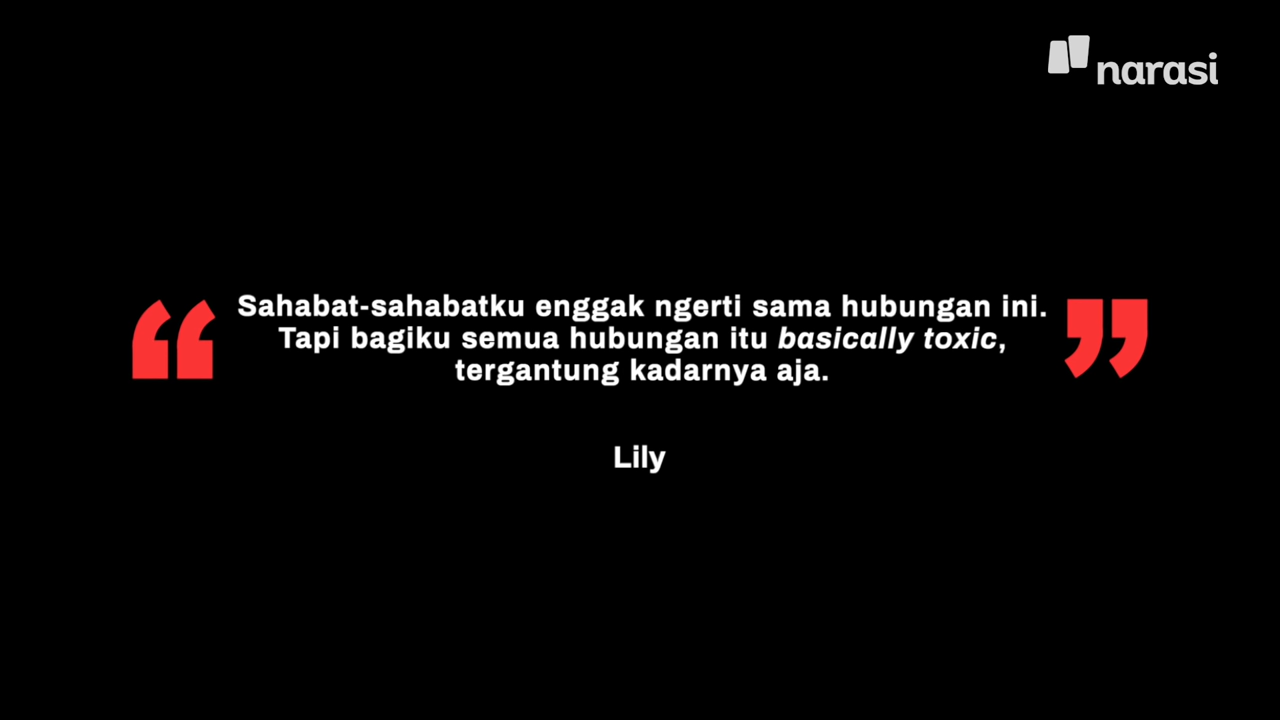 narasi
Sahabat-sahabatku enggak ngerti sama hubungan ini.
Tapi bagiku semua hubungan itu basically toxic,
tergantung kadarnya aja.
Lily